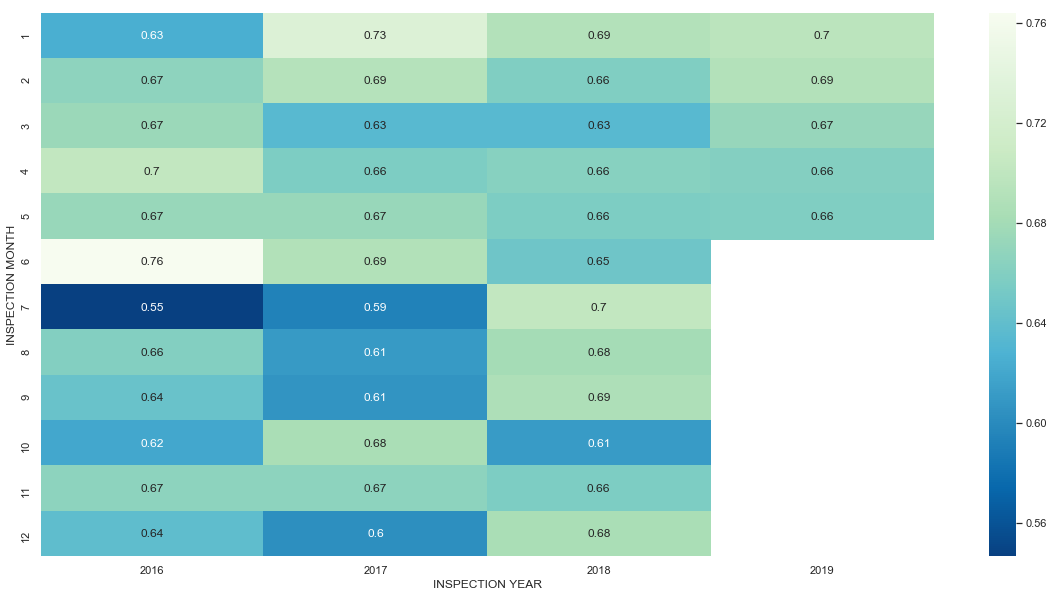 INSPECTION MONTH
1 0.63 0.73 0.69 0.7
2 0.67 0.69 0.66 0.69
3 0.67 0.63 0.63 0.67
4 0.7 0.66 0.66 0.66
5 0.67 0.67 0.66 0.66
6 0.76 0.69 0.65
7 0.55 0.59 0.7
8 0.66 0.61 0.68
9 0.64 0.61 0.69
10 0.62 0.68 0.61
11 0.67 0.67 0.66
12 0.64 0.6 0.68
2016 2017 2018 2019
INSPECTION YEAR
0.76
0.72
0.68
0.64
0.60
0.56